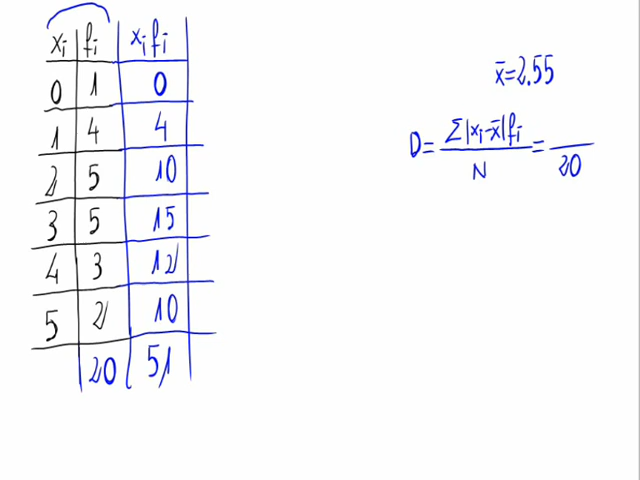 xi fi xifi
0 1 0
1 4 4
2 5 10
3 5 15
4 3 12
5 2 10
20 51
x̄=2.55
D= Σ|xi-x̄|fi / N = / 20